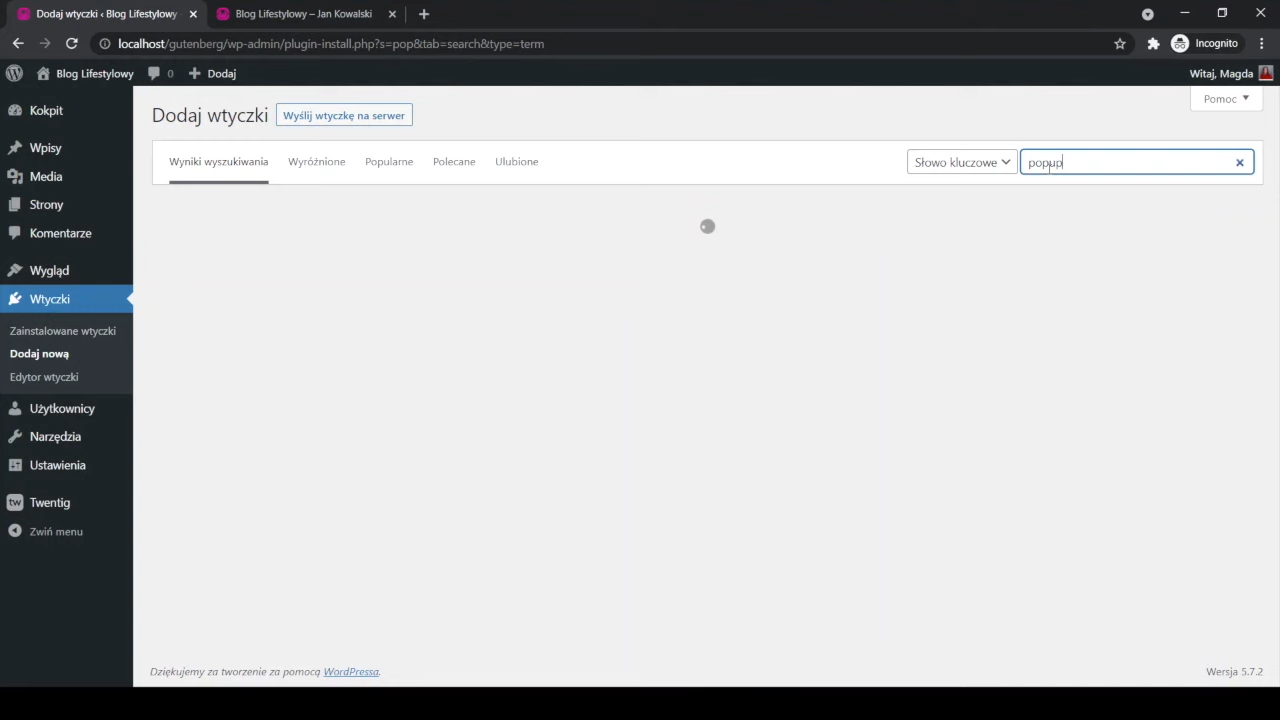 Dodaj wtyczki ‹ Blog Lifestylowy
Blog Lifestylowy – Jan Kowalski
localhost/gutenberg/wp-admin/plugin-install.php?s=pop&tab=search&type=term
Incognito
Blog Lifestylowy
0
Dodaj
Witaj, Magda
Kokpit
Wpisy
Media
Strony
Komentarze
Wygląd
Wtyczki
Zainstalowane wtyczki
Dodaj nową
Edytor wtyczki
Użytkownicy
Narzędzia
Ustawienia
tw Twentig
Zwiń menu
Pomoc
Dodaj wtyczki
Wyślij wtyczkę na serwer
Wyniki wyszukiwania
Wyróżnione
Popularne
Polecane
Ulubione
Słowo kluczowe
popup
Dziękujemy za tworzenie za pomocą WordPressa.
Wersja 5.7.2